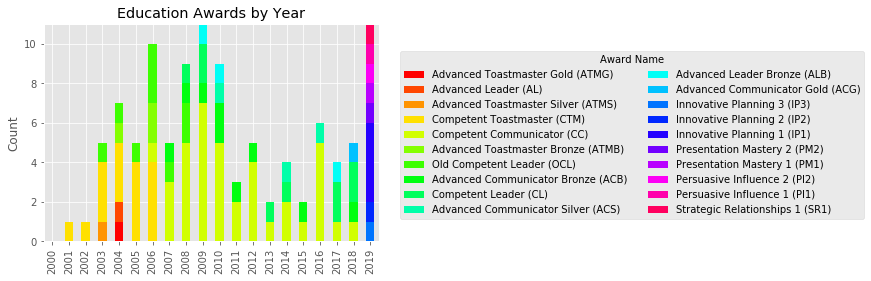 Education Awards by Year
Count
10
8
6
4
2
0
2000
2001
2002
2003
2004
2005
2006
2007
2008
2009
2010
2011
2012
2013
2014
2015
2016
2017
2018
2019
Award Name
Advanced Toastmaster Gold (ATMG)
Advanced Leader (AL)
Advanced Toastmaster Silver (ATMS)
Competent Toastmaster (CTM)
Competent Communicator (CC)
Advanced Toastmaster Bronze (ATMB)
Old Competent Leader (OCL)
Advanced Communicator Bronze (ACB)
Competent Leader (CL)
Advanced Communicator Silver (ACS)
Advanced Leader Bronze (ALB)
Advanced Communicator Gold (ACG)
Innovative Planning 3 (IP3)
Innovative Planning 2 (IP2)
Innovative Planning 1 (IP1)
Presentation Mastery 2 (PM2)
Presentation Mastery 1 (PM1)
Persuasive Influence 2 (PI2)
Persuasive Influence 1 (PI1)
Strategic Relationships 1 (SR1)